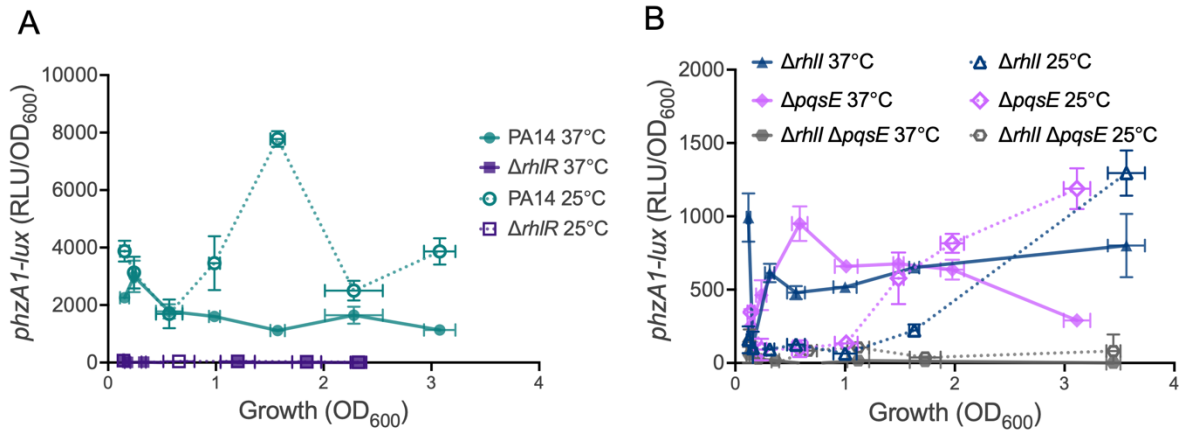 A
phzA1-lux (RLU/OD600)
10000
8000
6000
4000
2000
0
0 1 2 3 4
Growth (OD600)
PA14 37°C
ΔrhlR 37°C
PA14 25°C
ΔrhlR 25°C
B
ΔrhlI 37°C ΔrhlI 25°C
ΔpqsE 37°C ΔpqsE 25°C
ΔrhlI ΔpqsE 37°C ΔrhlI ΔpqsE 25°C
phzA1-lux (RLU/OD600)
2000
1500
1000
500
0
0 1 2 3 4
Growth (OD600)